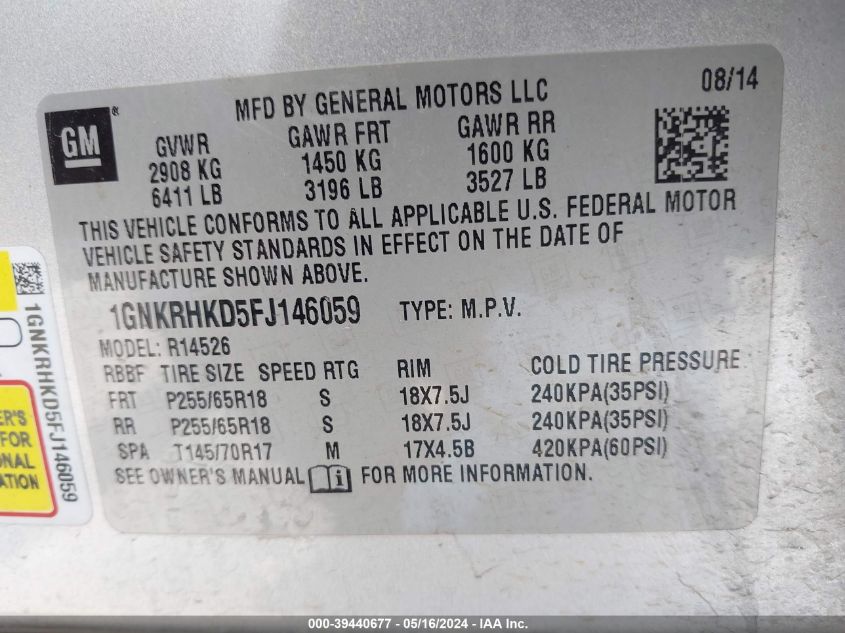 08/14
MFD BY GENERAL MOTORS LLC
GM®
GVWR GAWR FRT GAWR RR
2908 KG 1450 KG 1600 KG
6411 LB 3196 LB 3527 LB
THIS VEHICLE CONFORMS TO ALL APPLICABLE U.S. FEDERAL MOTOR
VEHICLE SAFETY STANDARDS IN EFFECT ON THE DATE OF
MANUFACTURE SHOWN ABOVE.
1GNKRHKD5FJ146059 TYPE: M.P.V.
MODEL: R14526
RBBF TIRE SIZE SPEED RTG RIM COLD TIRE PRESSURE
FRT P255/65R18 S 18X7.5J 240KPA(35PSI)
RR P255/65R18 S 18X7.5J 240KPA(35PSI)
SPA T145/70R17 M 17X4.5B 420KPA(60PSI)
SEE OWNER'S MANUAL i FOR MORE INFORMATION.
1GNKRHKD5FJ146059
ER'S
FOR
ONAL
ATION
000-39440677 - 05/16/2024 - IAA Inc.